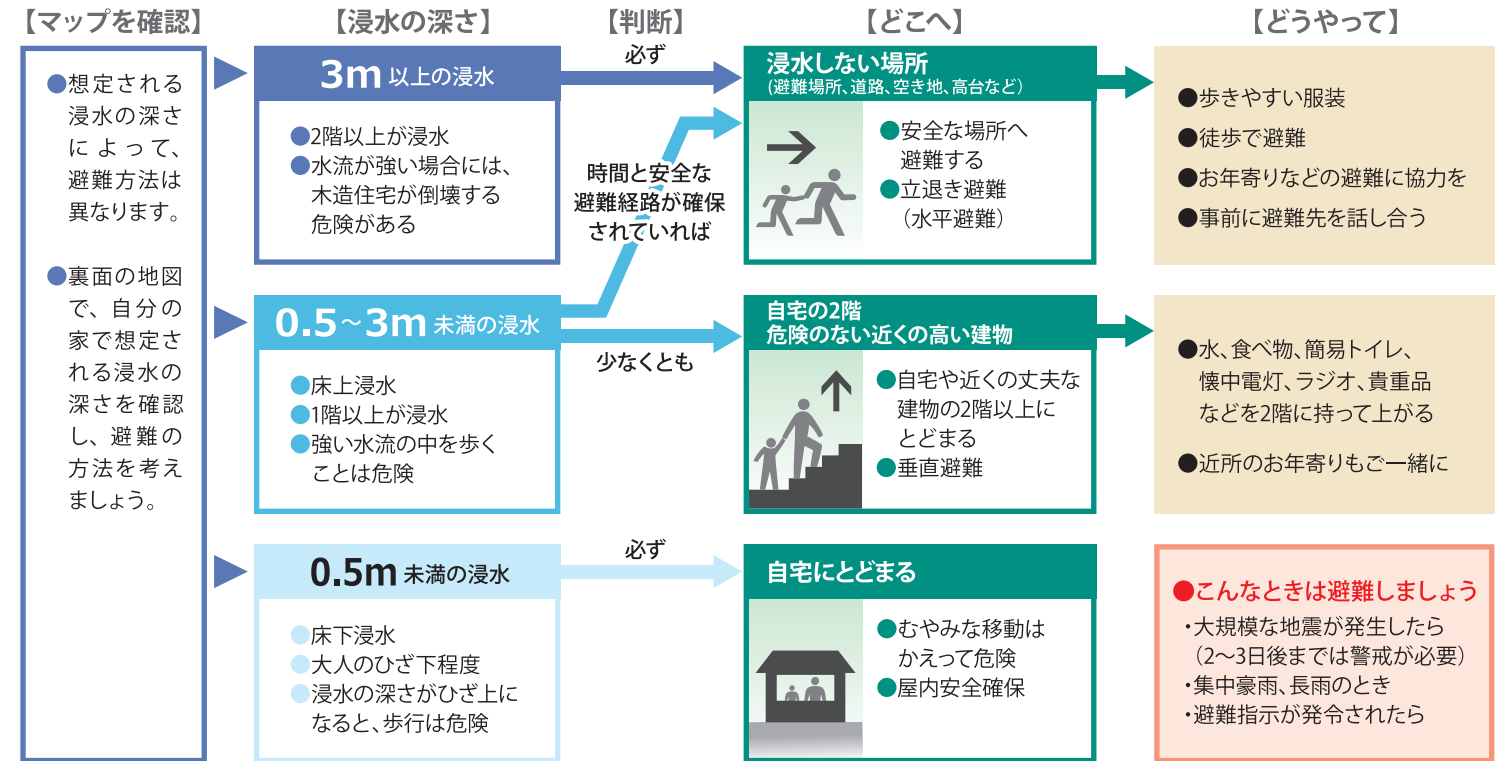 【マップを確認】
【浸水の深さ】
【判断】
【どこへ】
【どうやって】
●想定される
浸水の深さ
によって、
避難方法は
異なります。
●裏面の地図
で、自分の
家で想定さ
れる浸水の
深さを確認
し、避難の
方法を考え
ましょう。
3m 以上の浸水
●2階以上が浸水
●水流が強い場合には、
木造住宅が倒壊する
危険がある
必ず
浸水しない場所
(避難場所、道路、空き地、高台など)
●安全な場所へ
避難する
●立退き避難
（水平避難）
●歩きやすい服装
●徒歩で避難
●お年寄りなどの避難に協力を
●事前に避難先を話し合う
時間と安全な
避難経路が確保
されていれば
0.5～3m 未満の浸水
●床上浸水
●1階以上が浸水
●強い水流の中を歩く
ことは危険
少なくとも
自宅の2階
危険のない近くの高い建物
●自宅や近くの丈夫な
建物の2階以上に
とどまる
●垂直避難
●水、食べ物、簡易トイレ、
懐中電灯、ラジオ、貴重品
などを2階に持って上がる
●近所のお年寄りもご一緒に
0.5m 未満の浸水
●床下浸水
●大人のひざ下程度
●浸水の深さがひざ上に
なると、歩行は危険
必ず
自宅にとどまる
●むやみな移動は
かえって危険
●屋内安全確保
●こんなときは避難しましょう
・大規模な地震が発生したら
（2～3日後までは警戒が必要）
・集中豪雨、長雨のとき
・避難指示が発令されたら